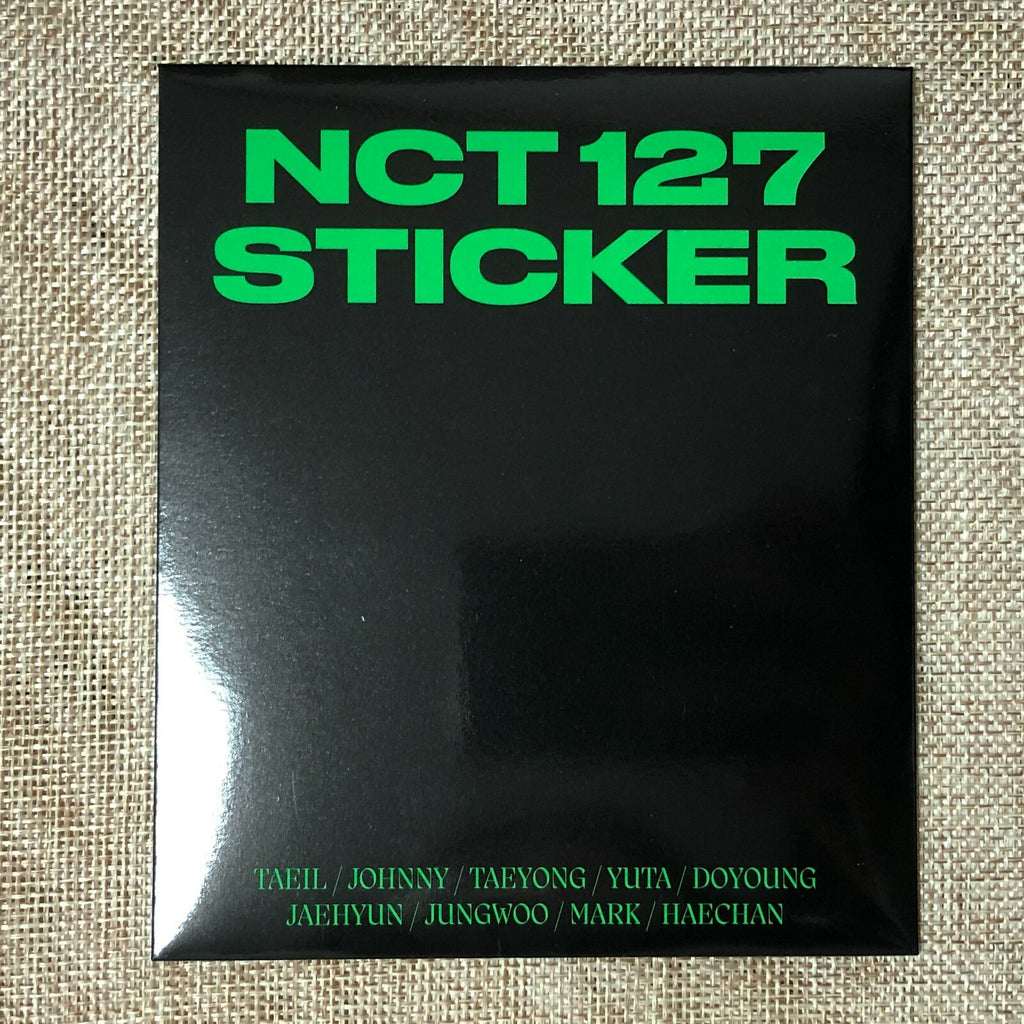 NCT 127
STICKER
TAEIL / JOHNNY / TAEYONG / YUTA / DOYOUNG
JAEHYUN / JUNGWOO / MARK / HAECHAN